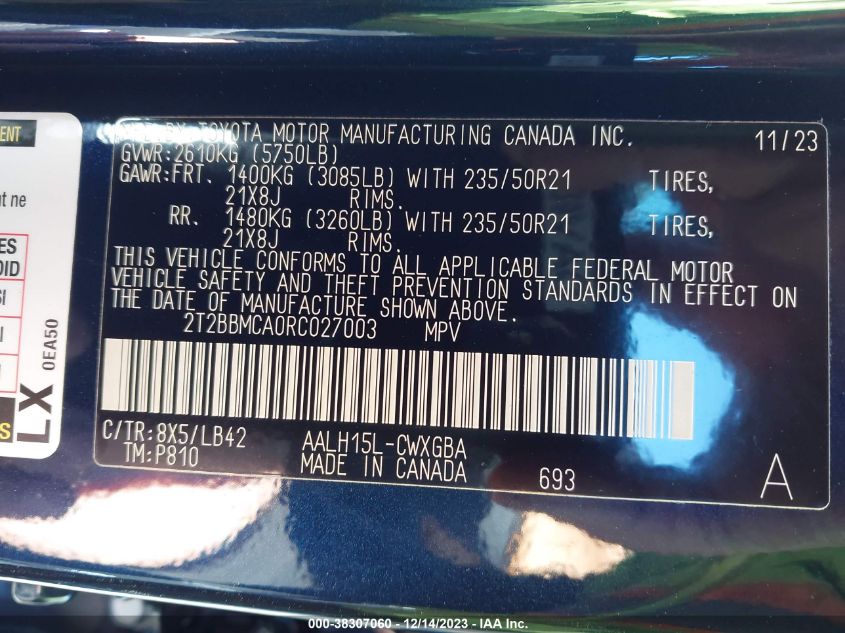 MFD. BY TOYOTA MOTOR MANUFACTURING CANADA INC. 11/23
GVWR:2610KG (5750LB)
GAWR:FRT. 1400KG (3085LB) WITH 235/50R21 TIRES,
21X8J RIMS.
RR. 1480KG (3260LB) WITH 235/50R21 TIRES,
21X8J RIMS.
THIS VEHICLE CONFORMS TO ALL APPLICABLE FEDERAL MOTOR
VEHICLE SAFETY AND THEFT PREVENTION STANDARDS IN EFFECT ON
THE DATE OF MANUFACTURE SHOWN ABOVE.
2T2BBMCA0RC027003 MPV
C/TR:8X5/LB42 AALH15L-CWXGBA
TM:P810 MADE IN CANADA 693 A
LX 0EA50
000-38307060 - 12/14/2023 - IAA Inc.